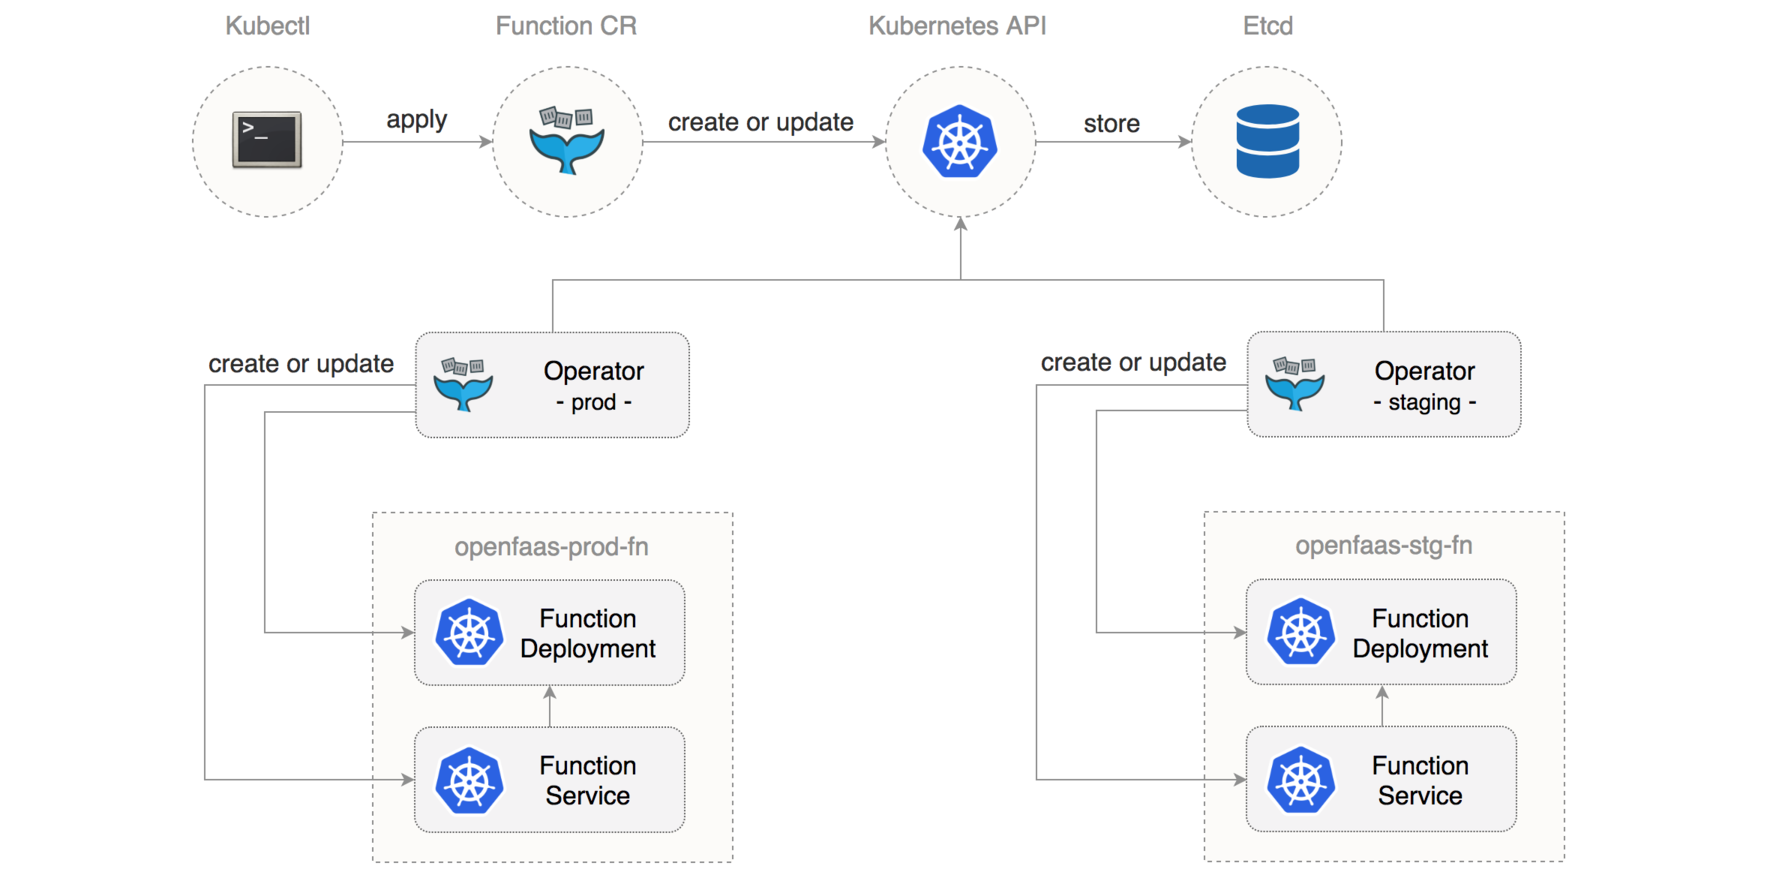 Kubectl
Function CR
Kubernetes API
Etcd
>_
apply
create or update
store
create or update
Operator
- prod -
create or update
Operator
- staging -
openfaas-prod-fn
Function
Deployment
Function
Service
openfaas-stg-fn
Function
Deployment
Function
Service